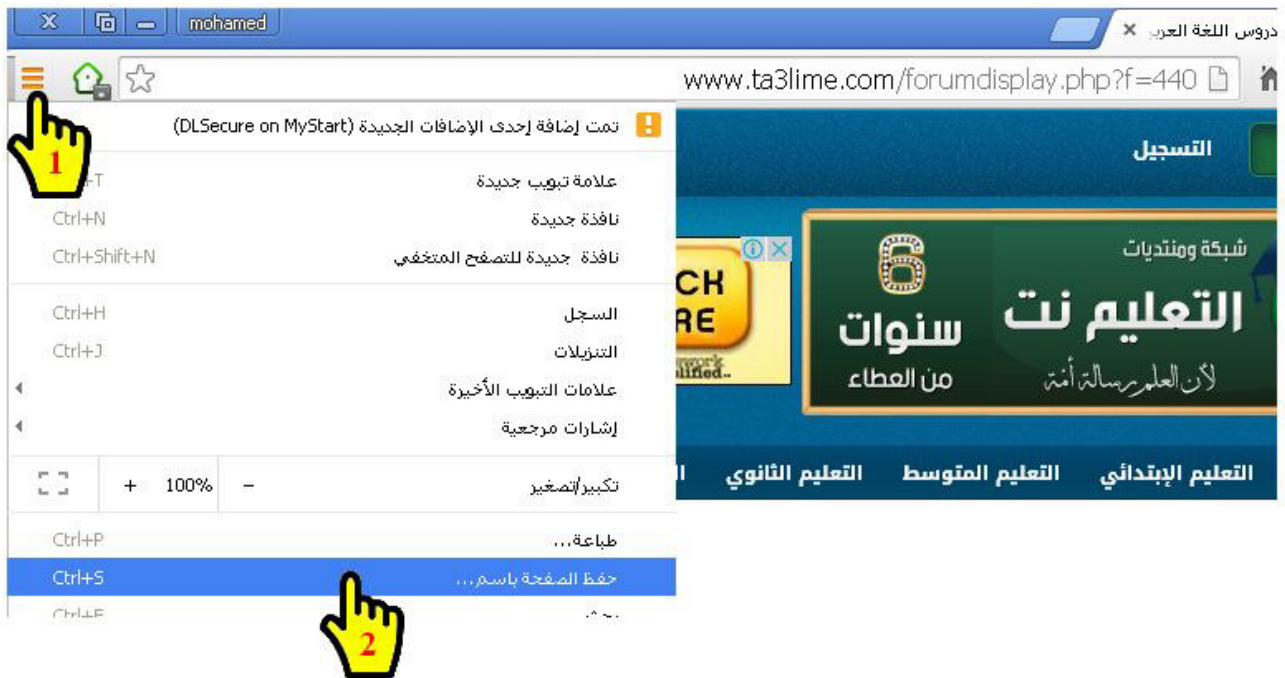 mohamed
دروس اللغة العرب
www.ta3lime.com/forumdisplay.php?f=440
تمت إضافة إحدى الإضافات الجديدة (DLSecure on MyStart)
علامة تبويب جديدة
+T
نافذة جديدة
Ctrl+N
نافذة جديدة للتصفح المتخفي
Ctrl+Shift+N
السجل
Ctrl+H
التنزيلات
Ctrl+J
علامات التبويب الأخيرة
إشارات مرجعية
تكبير/تصغير
- 100% +
طباعة...
Ctrl+P
حفظ الصفحة باسم...
Ctrl+S
1
2
التسجيل
شبكة ومنتديات
التعليم نت
لأن العلم رسالة أمة
6
سنوات
من العطاء
CK
RE
التعليم الإبتدائي
التعليم المتوسط
التعليم الثانوي